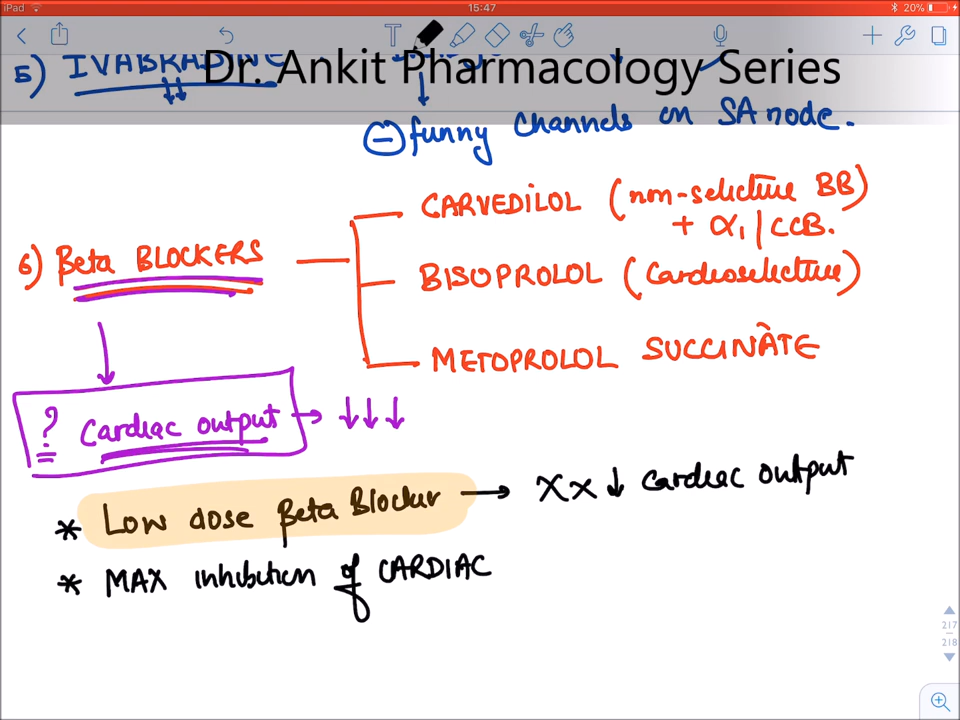 iPad 15:47 20%
5) IVABRADINE
Dr. Ankit Pharmacology Series
⊖ funny channels on SA node.
CARVEDILOL (non-selective BB)
+ α1 / CCB.
6) Beta BLOCKERS
BISOPROLOL (Cardioselective)
METOPROLOL SUCCINATE
? Cardiac output → ↓↓↓
* Low dose Beta Blocker → XX ↓ Cardiac output
* MAX inhibition of CARDIAC
217
218